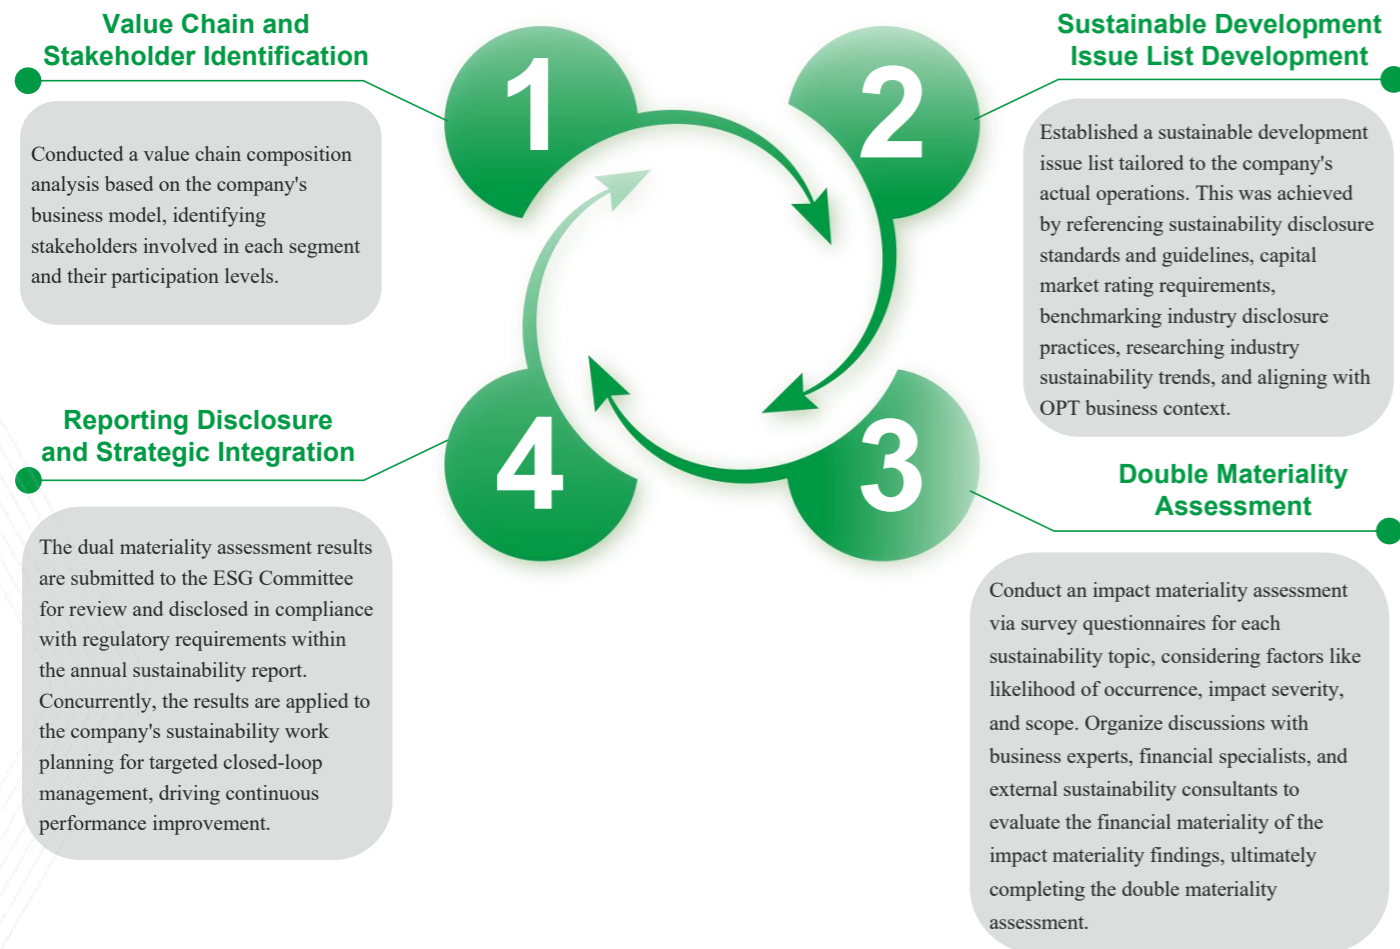 Value Chain and
Stakeholder Identification
1
Conducted a value chain composition
analysis based on the company's
business model, identifying
stakeholders involved in each segment
and their participation levels.
Sustainable Development
Issue List Development
2
Established a sustainable development
issue list tailored to the company's
actual operations. This was achieved
by referencing sustainability disclosure
standards and guidelines, capital
market rating requirements,
benchmarking industry disclosure
practices, researching industry
sustainability trends, and aligning with
OPT business context.
Double Materiality
Assessment
3
Conduct an impact materiality assessment
via survey questionnaires for each
sustainability topic, considering factors like
likelihood of occurrence, impact severity,
and scope. Organize discussions with
business experts, financial specialists, and
external sustainability consultants to
evaluate the financial materiality of the
impact materiality findings, ultimately
completing the double materiality
assessment.
Reporting Disclosure
and Strategic Integration
4
The dual materiality assessment results
are submitted to the ESG Committee
for review and disclosed in compliance
with regulatory requirements within
the annual sustainability report.
Concurrently, the results are applied to
the company's sustainability work
planning for targeted closed-loop
management, driving continuous
performance improvement.